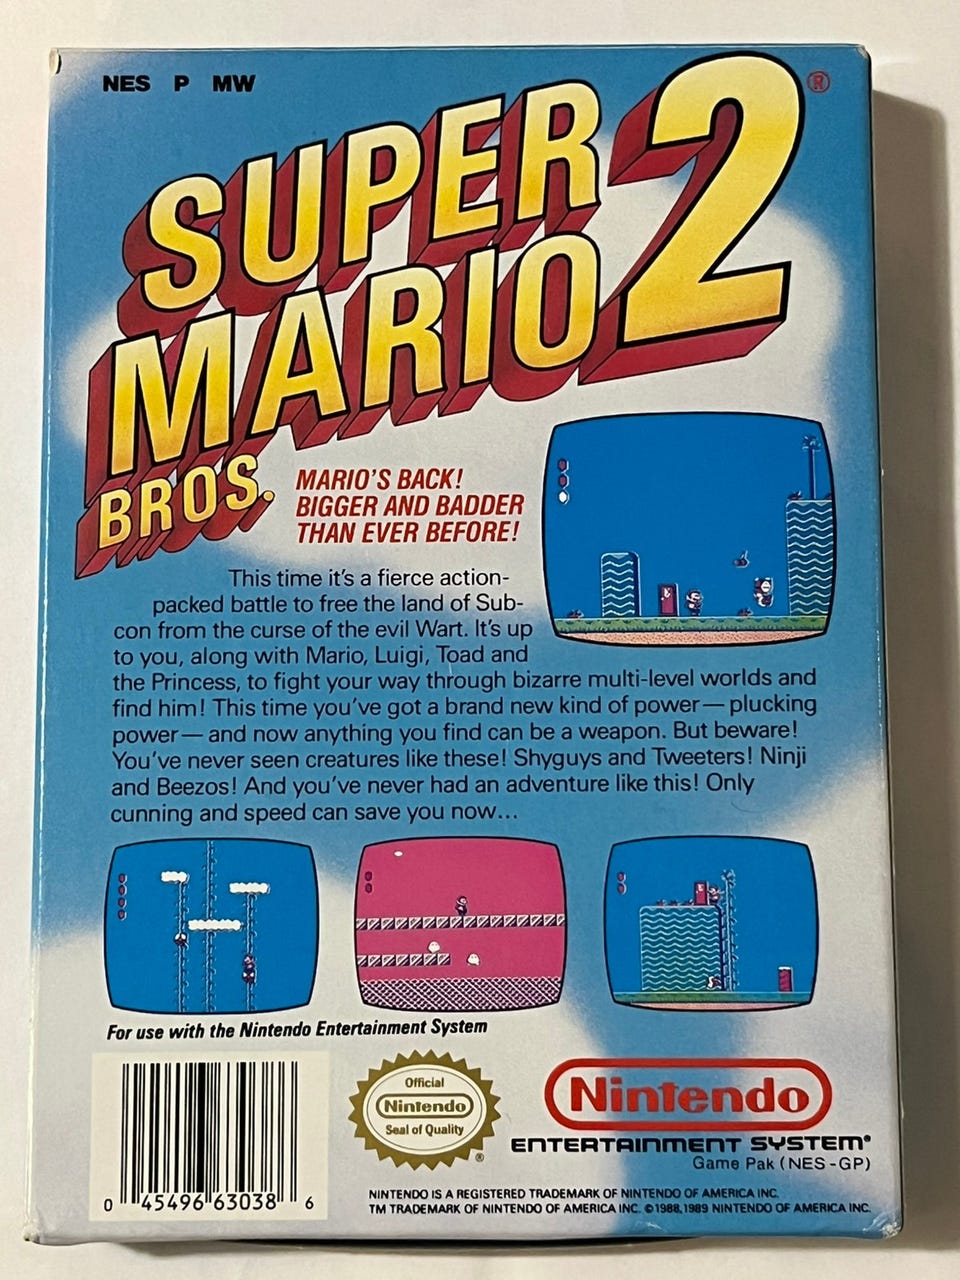 NES P MW
SUPER
MARIO 2®
BROS.
MARIO'S BACK!
BIGGER AND BADDER
THAN EVER BEFORE!
This time it's a fierce action-
packed battle to free the land of Sub-
con from the curse of the evil Wart. It's up
to you, along with Mario, Luigi, Toad and
the Princess, to fight your way through bizarre multi-level worlds and
find him! This time you've got a brand new kind of power—plucking
power—and now anything you find can be a weapon. But beware!
You've never seen creatures like these! Shyguys and Tweeters! Ninji
and Beezos! And you've never had an adventure like this! Only
cunning and speed can save you now...
For use with the Nintendo Entertainment System
0 45496 63038 6
Official
Nintendo
Seal of Quality
®
Nintendo
ENTERTAINMENT SYSTEM®
Game Pak (NES-GP)
NINTENDO IS A REGISTERED TRADEMARK OF NINTENDO OF AMERICA INC.
TM TRADEMARK OF NINTENDO OF AMERICA INC. ©1988,1989 NINTENDO OF AMERICA INC.